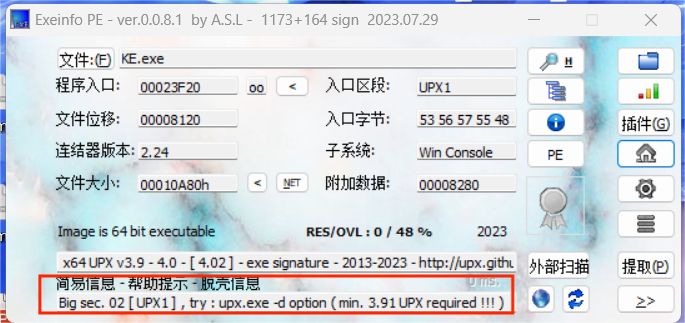 Exeinfo PE - ver.0.0.8.1 by A.S.L - 1173+164 sign 2023.07.29
文件:(F) KE.exe H
程序入口: 00023F20 oo < 入口区段: UPX1
文件位移: 00008120 入口字节: 53 56 57 55 48 插件(G)
连结器版本: 2.24 子系统: Win Console PE
文件大小: 00010A80h < NET 附加数据: 00008280
Image is 64 bit executable RES/OVL : 0 / 48 % 2023
x64 UPX v3.9 - 4.0 - [ 4.02 ] - exe signature - 2013-2023 - http://upx.githu 外部扫描 提取(P)
简易信息 - 帮助提示 - 脱壳信息 0 ms.
Big sec. 02 [ UPX1 ] , try : upx.exe -d option ( min. 3.91 UPX required !!! ) >>